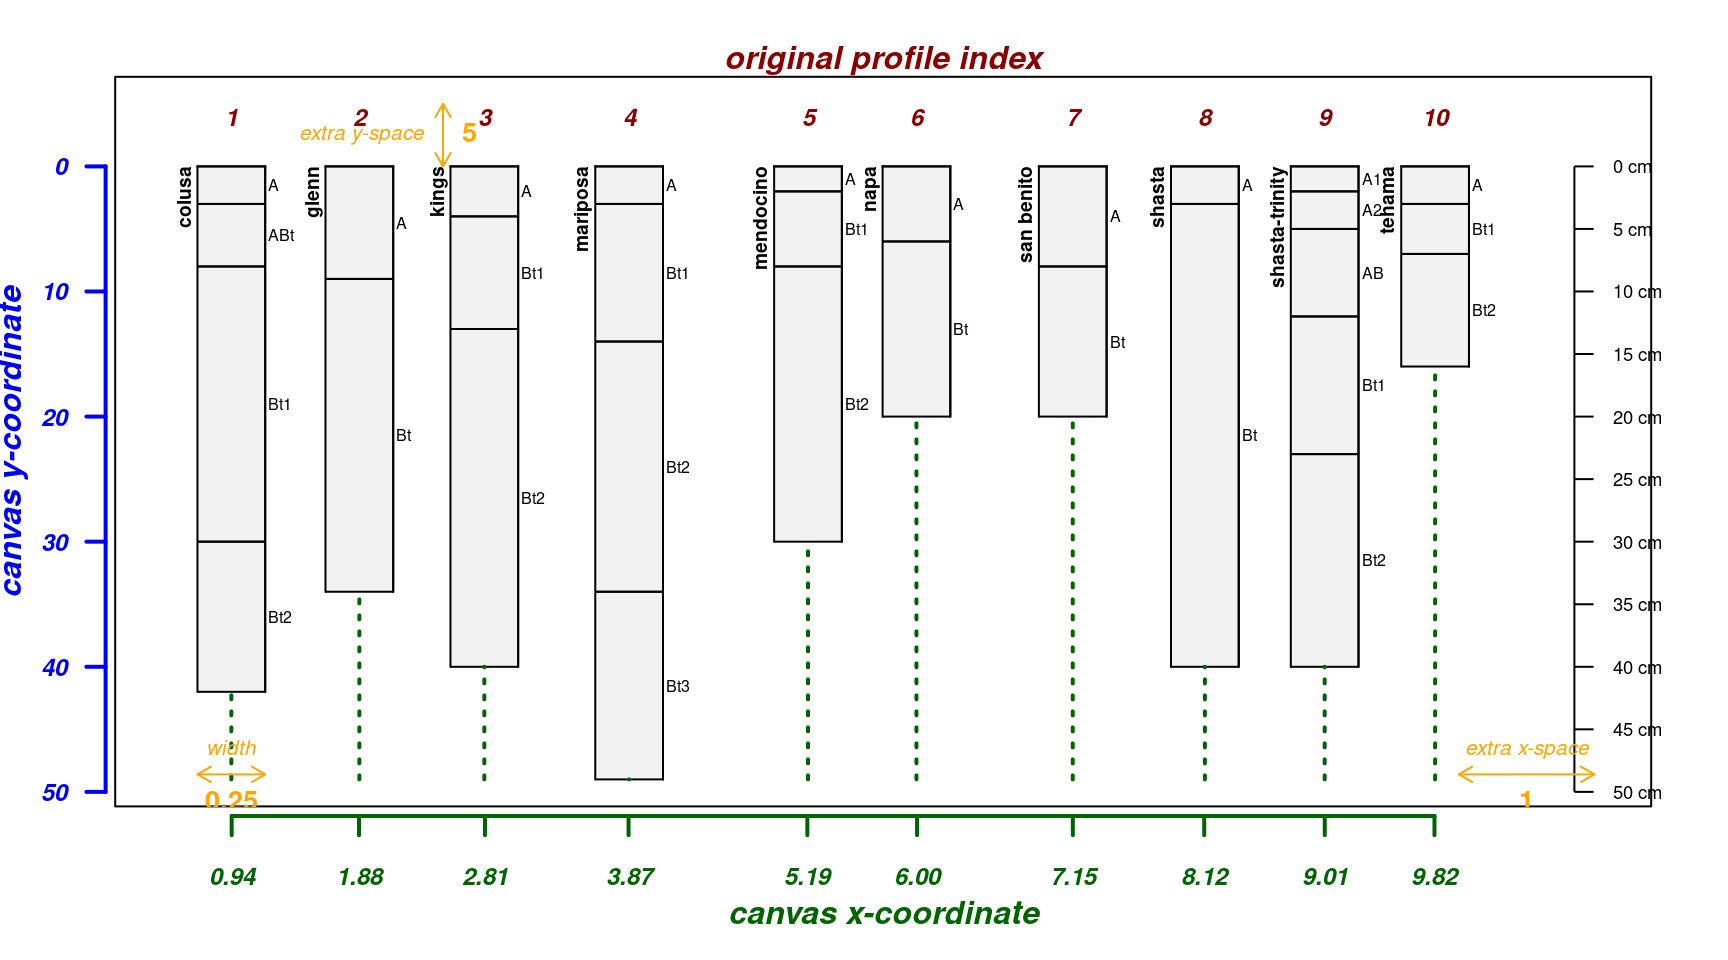 original profile index
1 2 3 4 5 6 7 8 9 10
extra y-space 5
canvas y-coordinate
0
10
20
30
40
50
colusa
A
ABt
Bt1
Bt2
glenn
A
Bt
kings
A
Bt1
Bt2
mariposa
A
Bt1
Bt2
Bt3
mendocino
A
Bt1
Bt2
napa
A
Bt
san benito
A
Bt
shasta
A
Bt
shasta-trinity
A1
A2
AB
Bt1
Bt2
tehama
A
Bt1
Bt2
0 cm
5 cm
10 cm
15 cm
20 cm
25 cm
30 cm
35 cm
40 cm
45 cm
50 cm
width
0.25
extra x-space
1
0.94 1.88 2.81 3.87 5.19 6.00 7.15 8.12 9.01 9.82
canvas x-coordinate